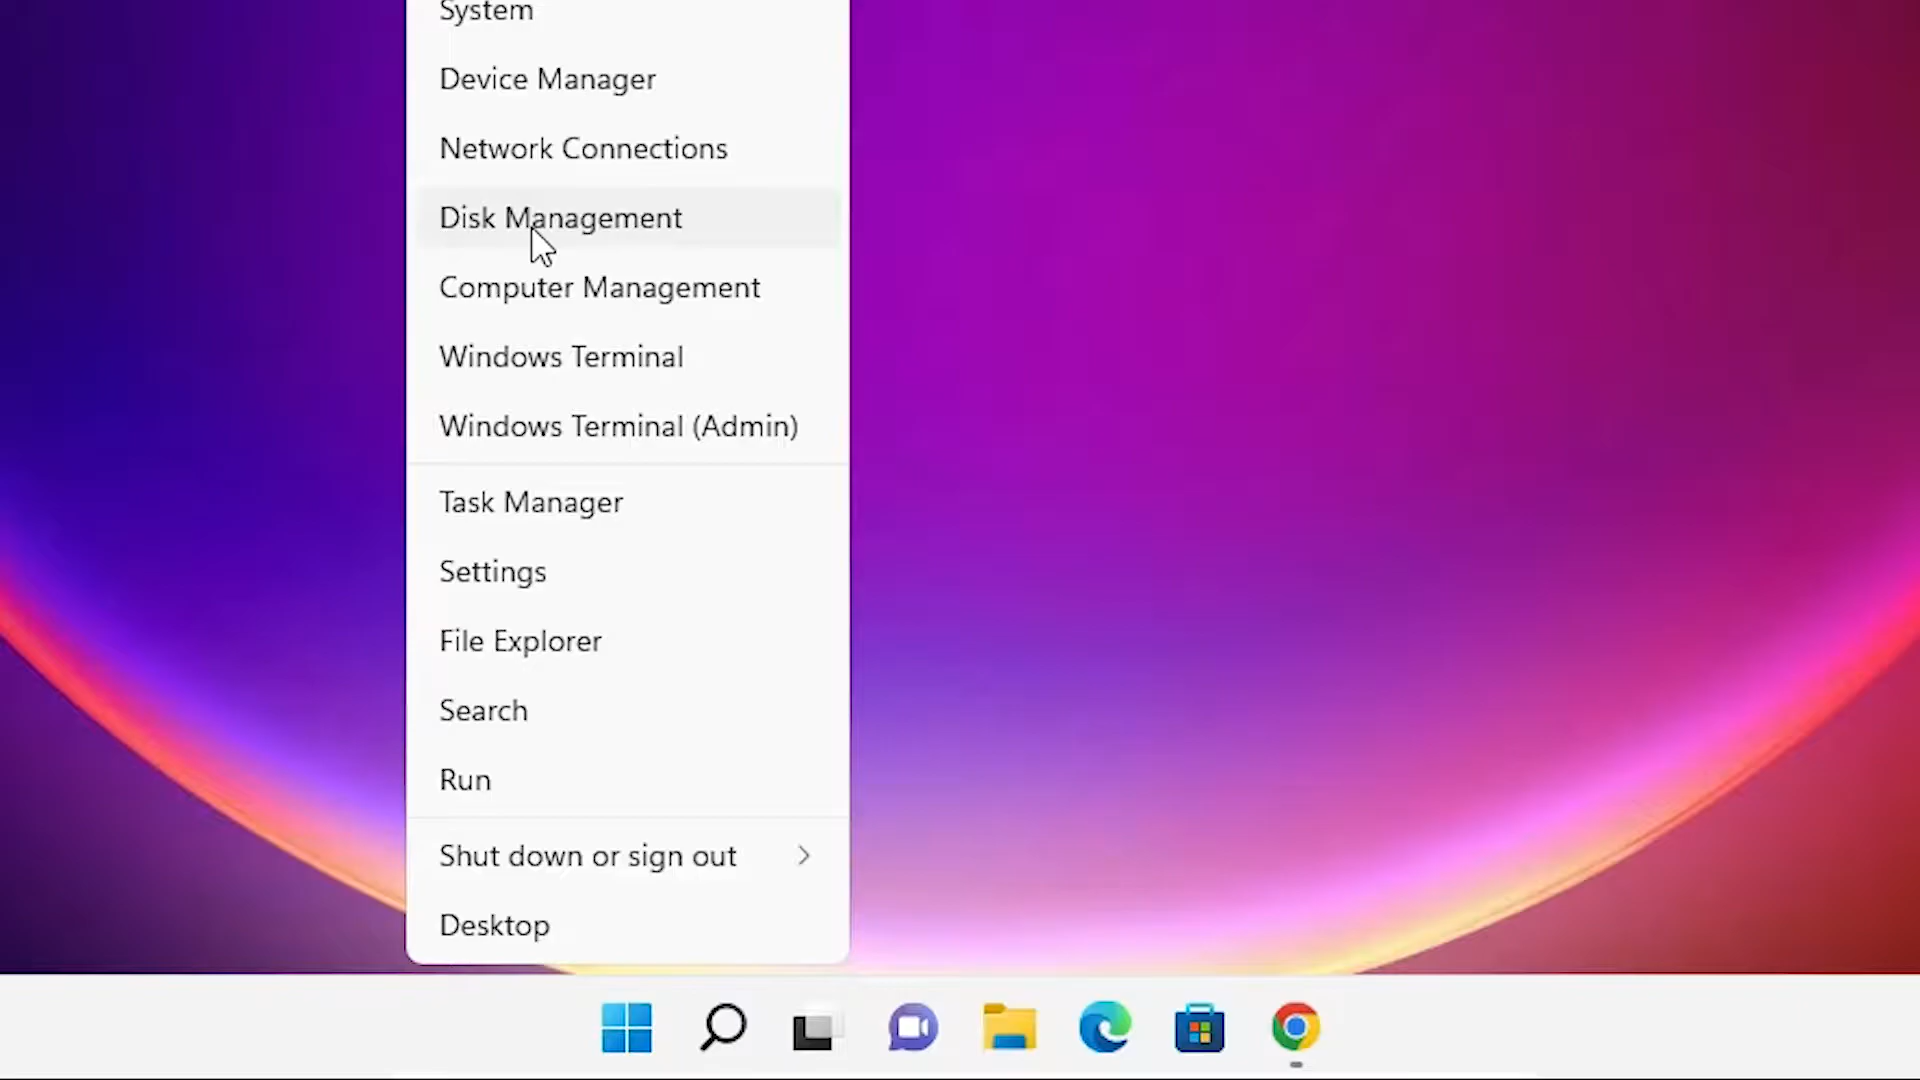 System
Device Manager
Network Connections
Disk Management
Computer Management
Windows Terminal
Windows Terminal (Admin)
Task Manager
Settings
File Explorer
Search
Run
Shut down or sign out
Desktop